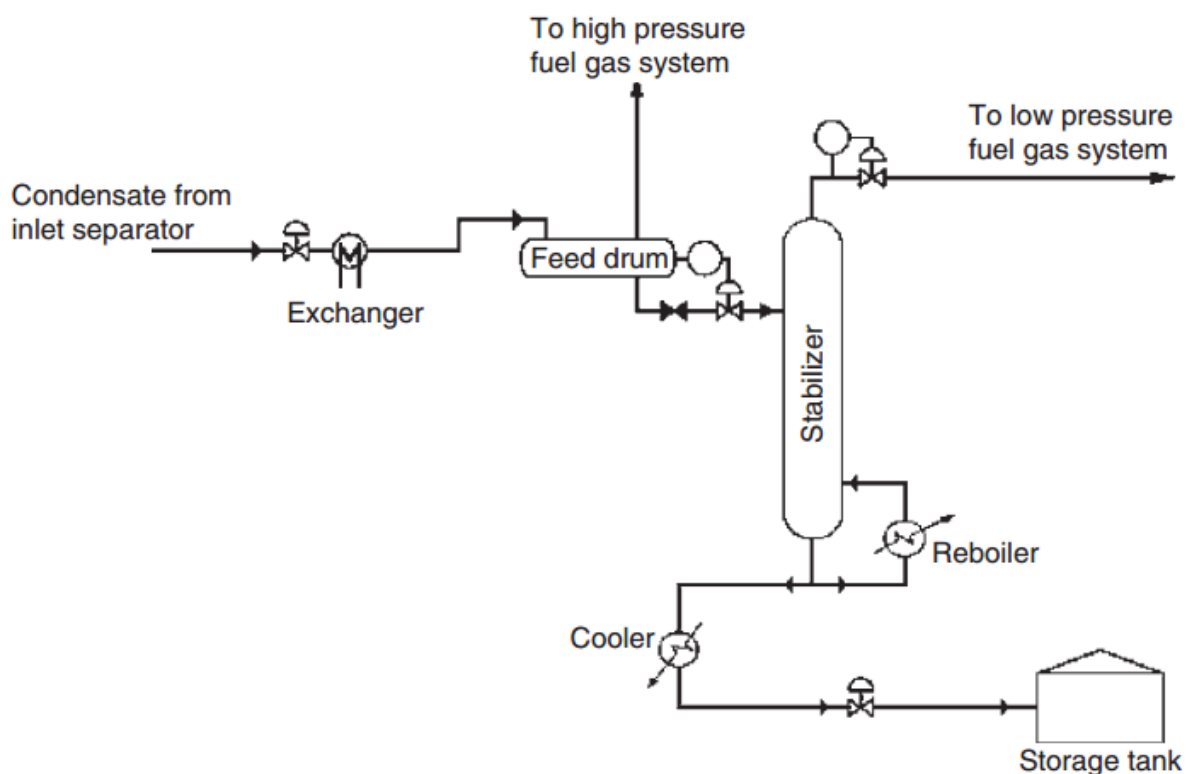 To high pressure
fuel gas system
To low pressure
fuel gas system
Condensate from
inlet separator
Feed drum
Exchanger
Stabilizer
Reboiler
Cooler
Storage tank